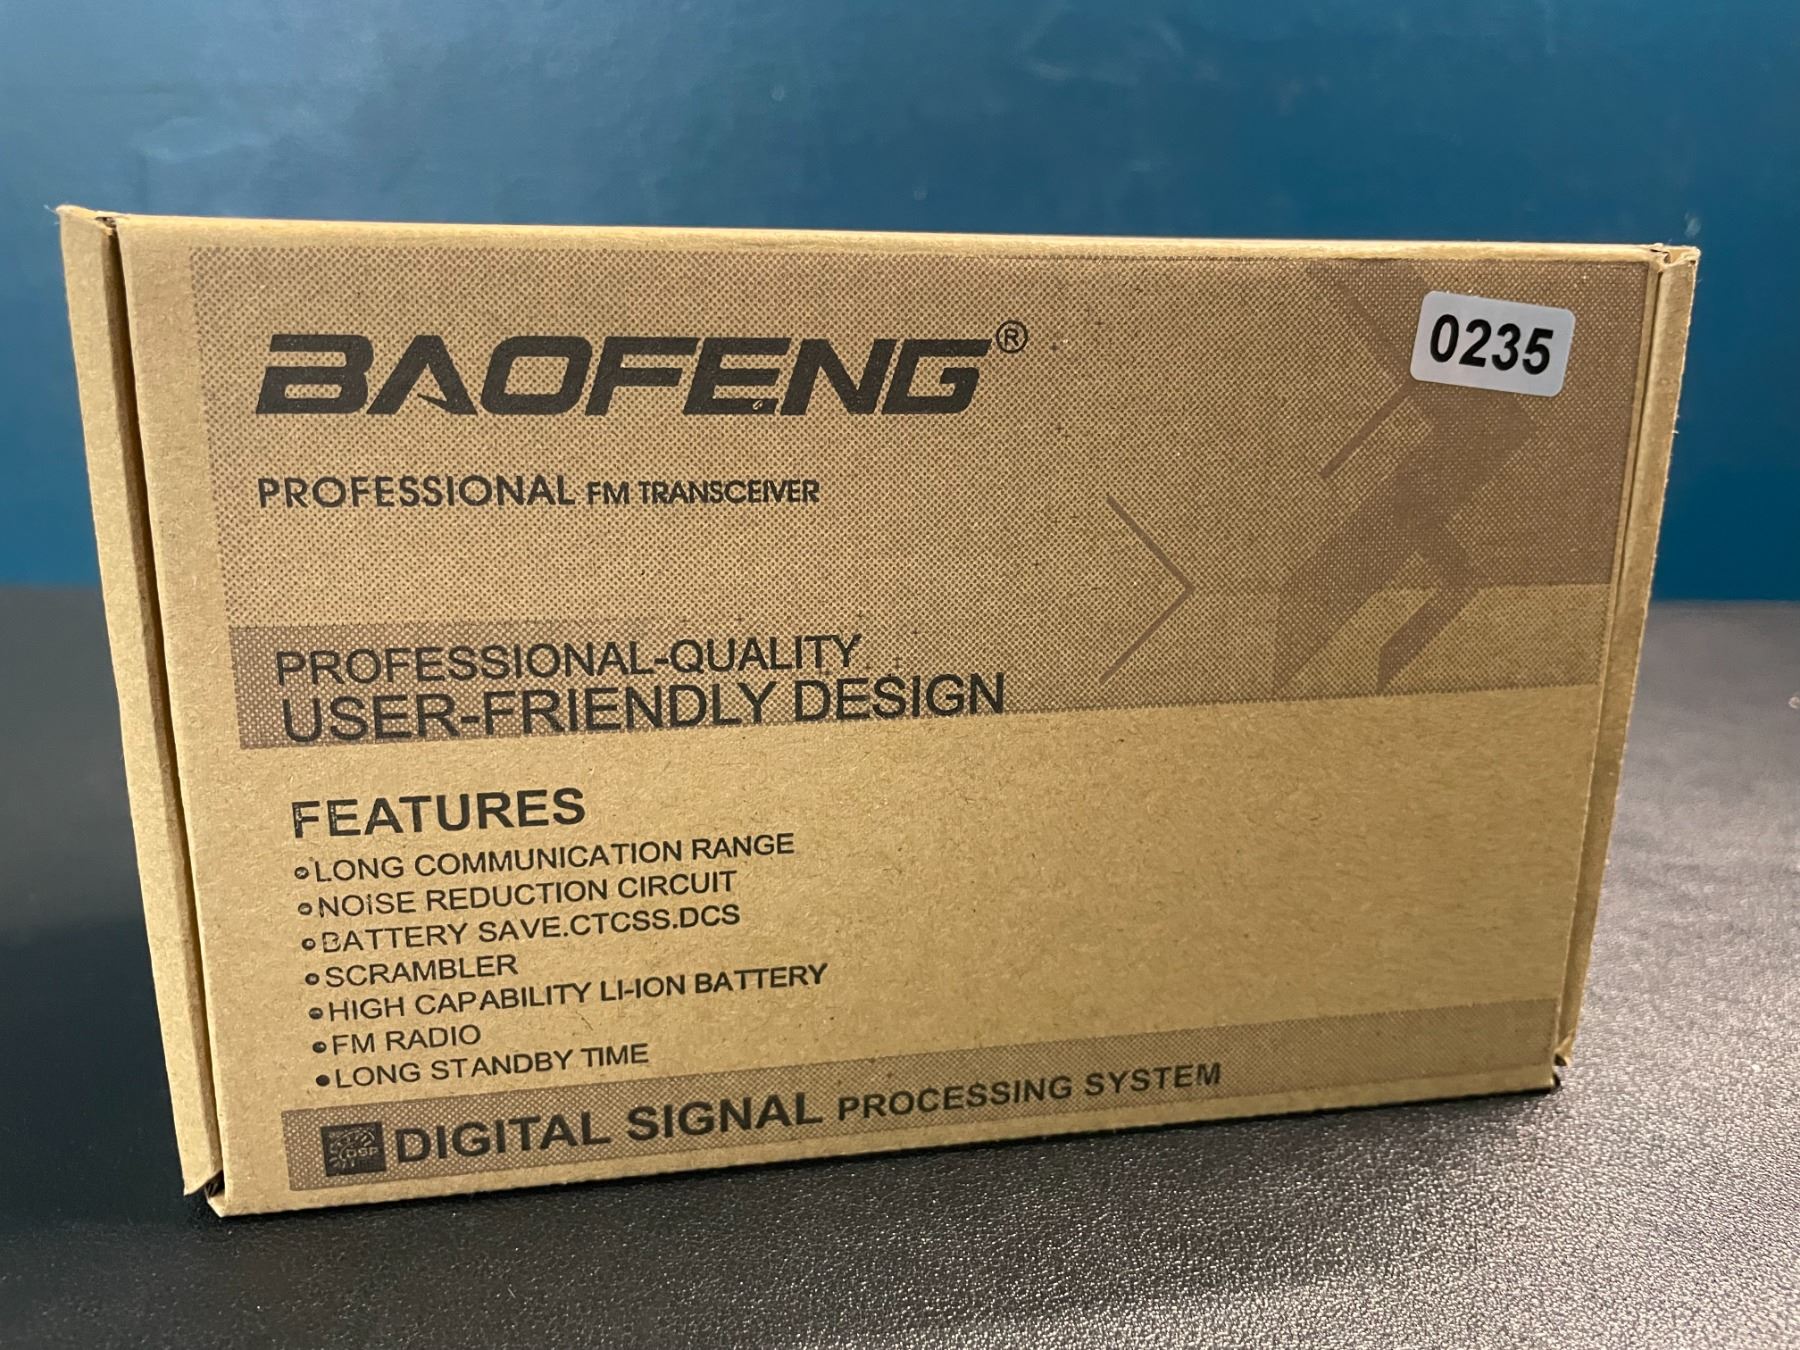 BAOFENG®
0235
PROFESSIONAL FM TRANSCEIVER
PROFESSIONAL-QUALITY
USER-FRIENDLY DESIGN
FEATURES
•LONG COMMUNICATION RANGE
•NOISE REDUCTION CIRCUIT
•BATTERY SAVE.CTCSS.DCS
•SCRAMBLER
•HIGH CAPABILITY LI-ION BATTERY
•FM RADIO
•LONG STANDBY TIME
DSP DIGITAL SIGNAL PROCESSING SYSTEM